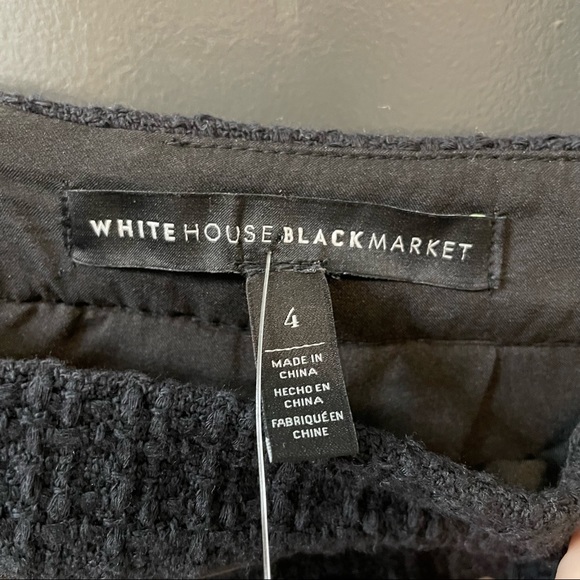 WHITE HOUSE BLACK MARKET
4
MADE IN
CHINA
HECHO EN
CHINA
FABRIQUÉ EN
CHINE